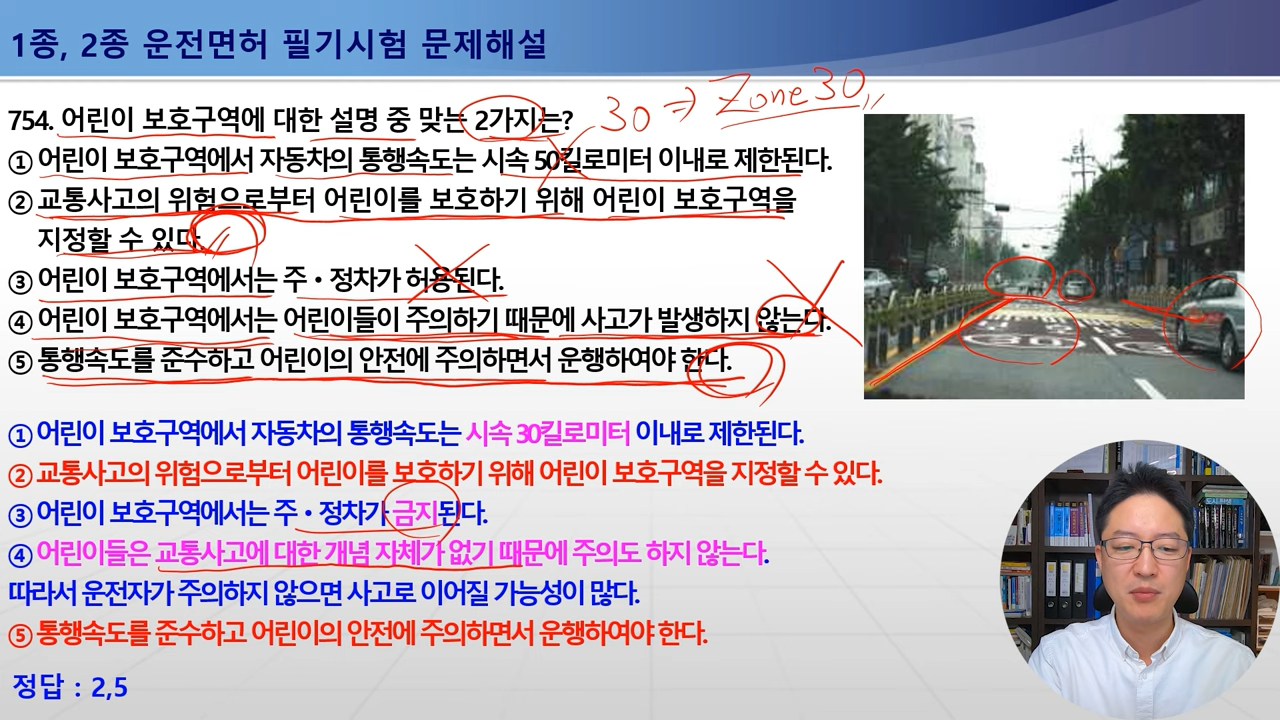 1종, 2종 운전면허 필기시험 문제해설
30 ⇒ Zone 30
754. 어린이 보호구역에 대한 설명 중 맞는 2가지는?
① 어린이 보호구역에서 자동차의 통행속도는 시속 50킬로미터 이내로 제한된다.
② 교통사고의 위험으로부터 어린이를 보호하기 위해 어린이 보호구역을
지정할 수 있다.
③ 어린이 보호구역에서는 주・정차가 허용된다.
④ 어린이 보호구역에서는 어린이들이 주의하기 때문에 사고가 발생하지 않는다.
⑤ 통행속도를 준수하고 어린이의 안전에 주의하면서 운행하여야 한다.
① 어린이 보호구역에서 자동차의 통행속도는 시속 30킬로미터 이내로 제한된다.
② 교통사고의 위험으로부터 어린이를 보호하기 위해 어린이 보호구역을 지정할 수 있다.
③ 어린이 보호구역에서는 주・정차가 금지된다.
④ 어린이들은 교통사고에 대한 개념 자체가 없기 때문에 주의도 하지 않는다.
따라서 운전자가 주의하지 않으면 사고로 이어질 가능성이 많다.
⑤ 통행속도를 준수하고 어린이의 안전에 주의하면서 운행하여야 한다.
정답 : 2,5